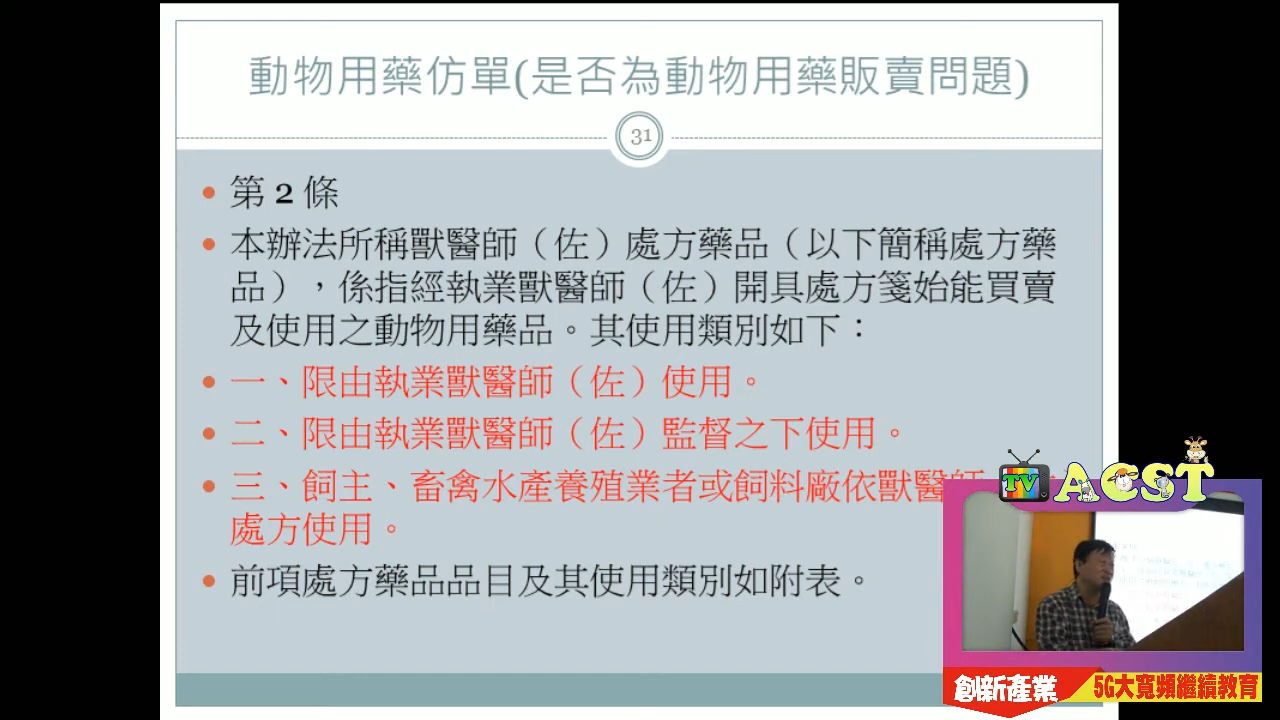 動物用藥仿單(是否為動物用藥販賣問題)
31
第 2 條
本辦法所稱獸醫師（佐）處方藥品（以下簡稱處方藥
品），係指經執業獸醫師（佐）開具處方箋始能買賣
及使用之動物用藥品。其使用類別如下：
一、限由執業獸醫師（佐）使用。
二、限由執業獸醫師（佐）監督之下使用。
三、飼主、畜禽水產養殖業者或飼料廠依獸醫師
處方使用。
前項處方藥品品目及其使用類別如附表。
TV ACST
創新產業
5G大寬頻繼續教育